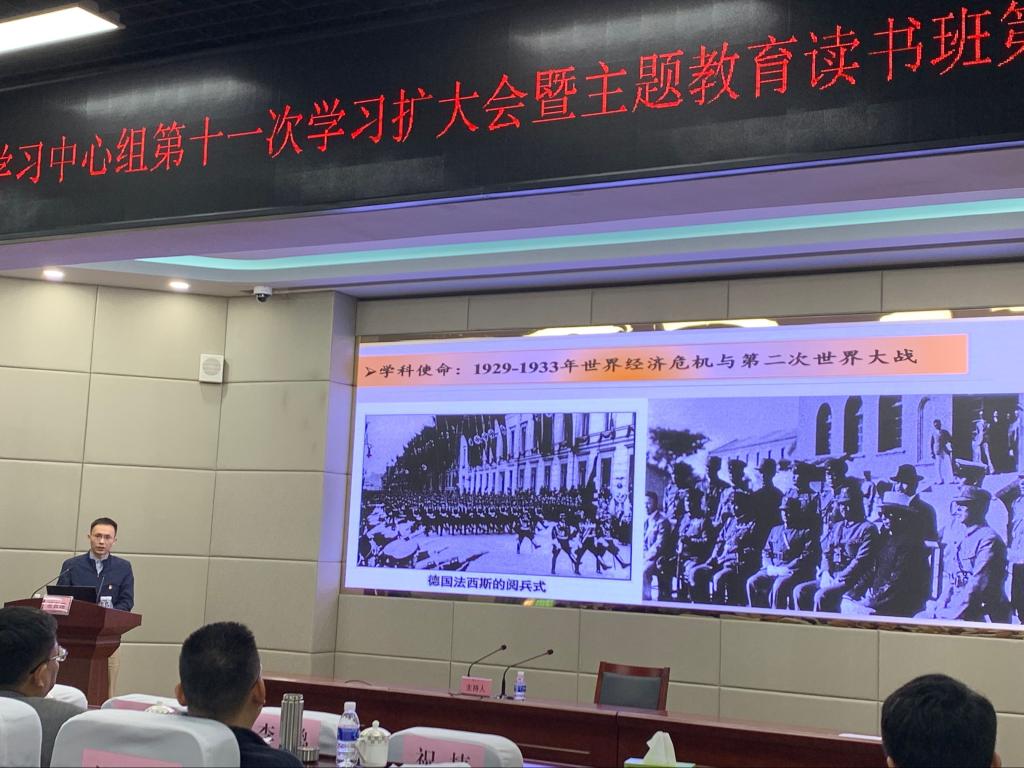 学习中心组第十一次学习扩大会暨主题教育读书班第
➢学科使命：1929-1933年世界经济危机与第二次世界大战
德国法西斯的阅兵式
主持人
李
祝